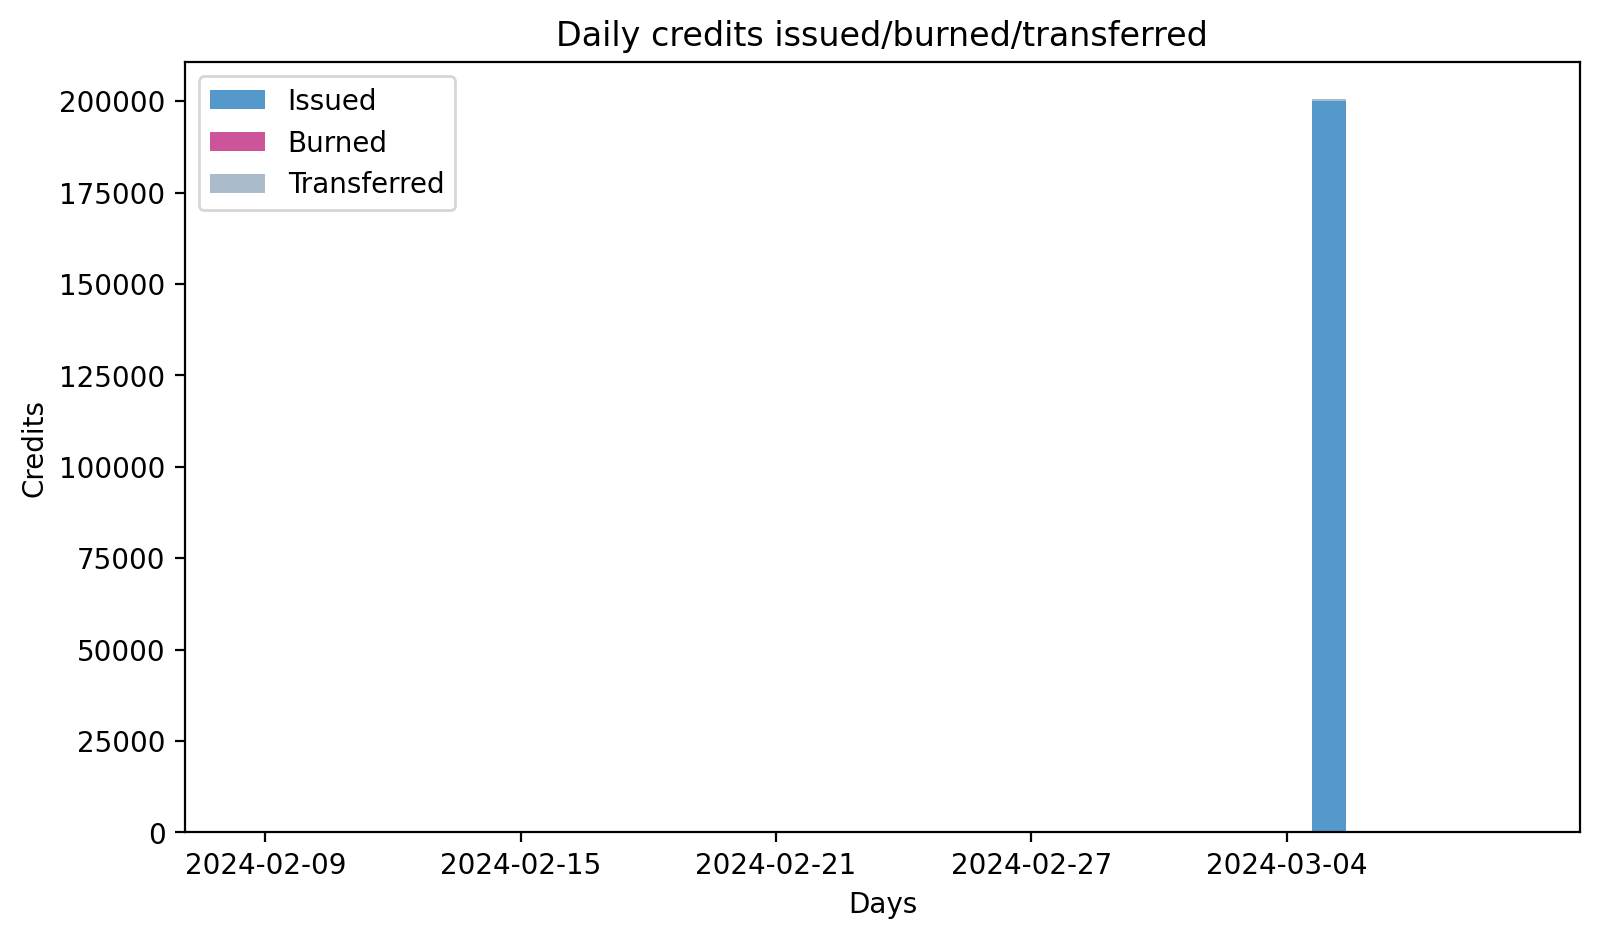 Daily credits issued/burned/transferred
Issued
Burned
Transferred
200000
175000
150000
125000
100000
75000
50000
25000
0
Credits
2024-02-09 2024-02-15 2024-02-21 2024-02-27 2024-03-04
Days